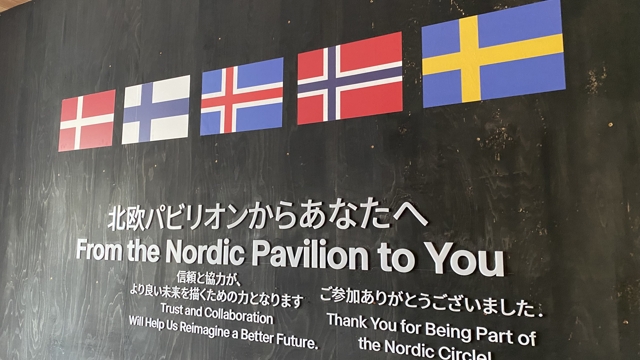 北欧パビリオンからあなたへ
From the Nordic Pavilion to You
信頼と協力が、
より良い未来を描くための力となります
Trust and Collaboration
Will Help Us Reimagine a Better Future.
ご参加ありがとうございました.
Thank You for Being Part of
the Nordic Circle!